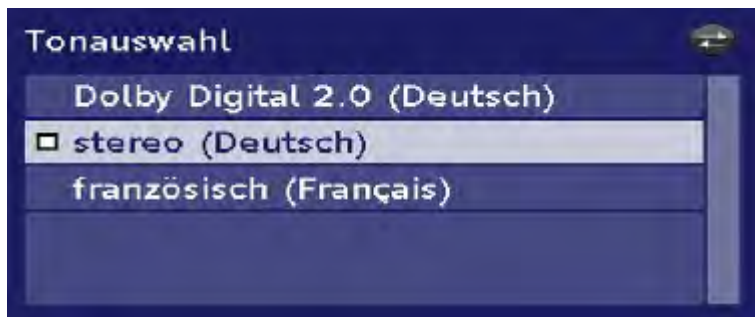 Tonauswahl
Dolby Digital 2.0 (Deutsch)
stereo (Deutsch)
französisch (Français)